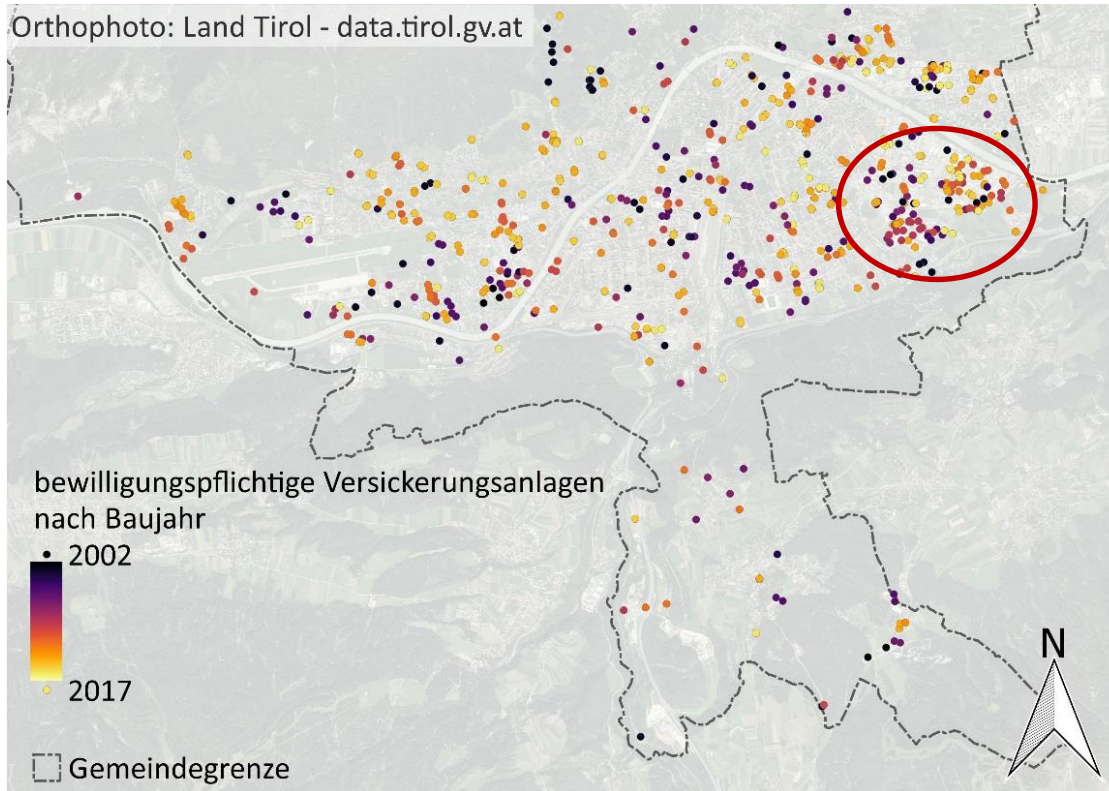 Orthophoto: Land Tirol - data.tirol.gv.at
bewilligungspflichtige Versickerungsanlagen
nach Baujahr
2002
2017
Gemeindegrenze
N